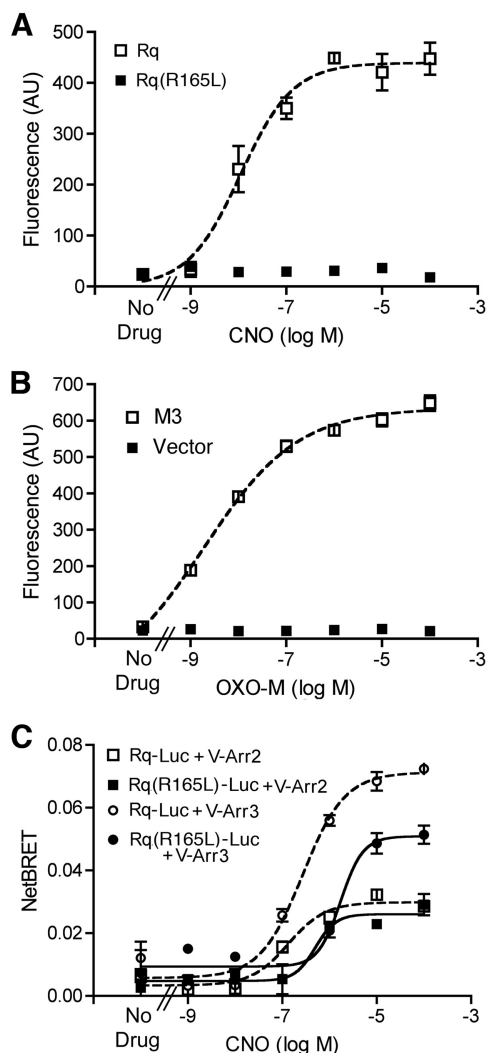 A
500
400
300
200
100
0
Fluorescence (AU)
Rq
Rq(R165L)
No
Drug
-9
-7
-5
-3
CNO (log M)
B
700
600
500
400
300
200
100
0
Fluorescence (AU)
M3
Vector
No
Drug
-9
-7
-5
-3
OXO-M (log M)
C
0.08
0.06
0.04
0.02
0.00
NetBRET
Rq-Luc + V-Arr2
Rq(R165L)-Luc + V-Arr2
Rq-Luc + V-Arr3
Rq(R165L)-Luc
+ V-Arr3
No
Drug
-9
-7
-5
-3
CNO (log M)